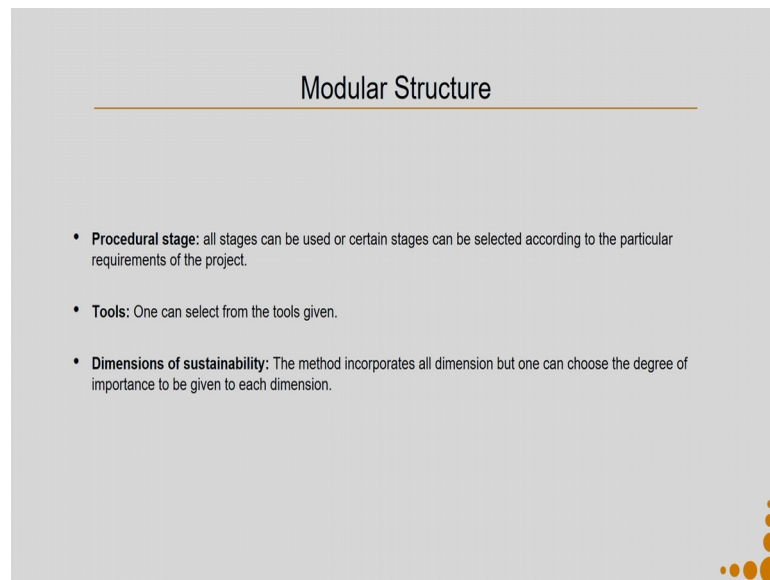 Modular Structure
• Procedural stage: all stages can be used or certain stages can be selected according to the particular
requirements of the project.
• Tools: One can select from the tools given.
• Dimensions of sustainability: The method incorporates all dimension but one can choose the degree of
importance to be given to each dimension.